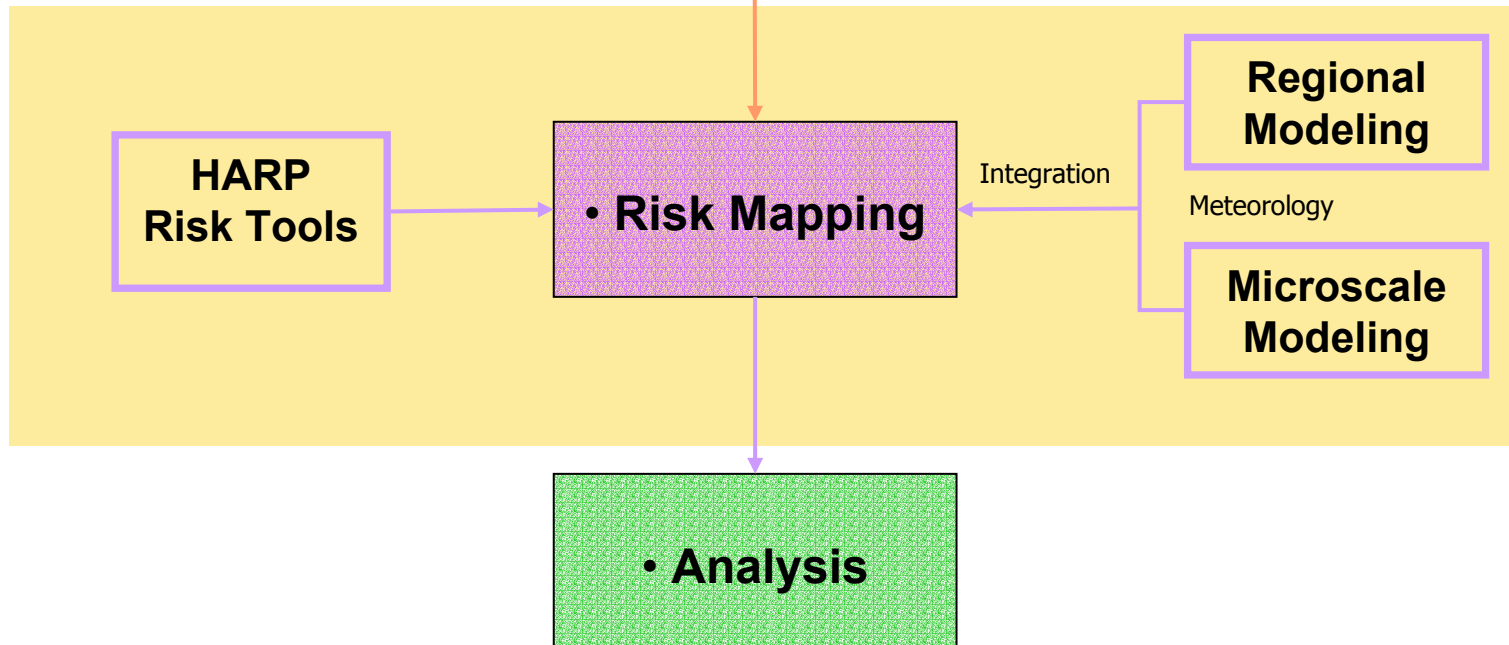 HARP
Risk Tools
• Risk Mapping
Integration
Regional
Modeling
Meteorology
Microscale
Modeling
• Analysis